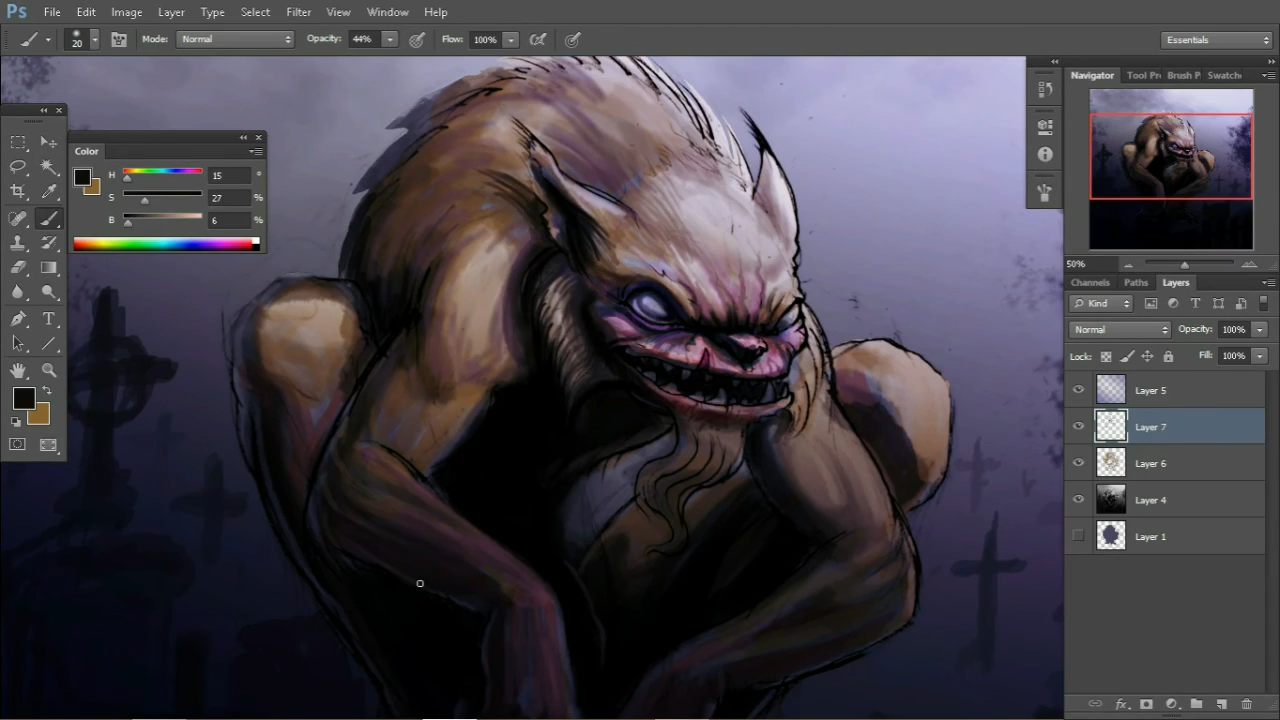 Ps File Edit Image Layer Type Select Filter View Window Help
20 Mode: Normal Opacity: 44% Flow: 100% Essentials
Navigator Tool Pr Brush P Swatch
Color
H 15 °
S 27 %
B 6 %
50%
Channels Paths Layers
Kind T
Normal Opacity: 100%
Lock: Fill: 100%
Layer 5
Layer 7
Layer 6
Layer 4
Layer 1
T
fx